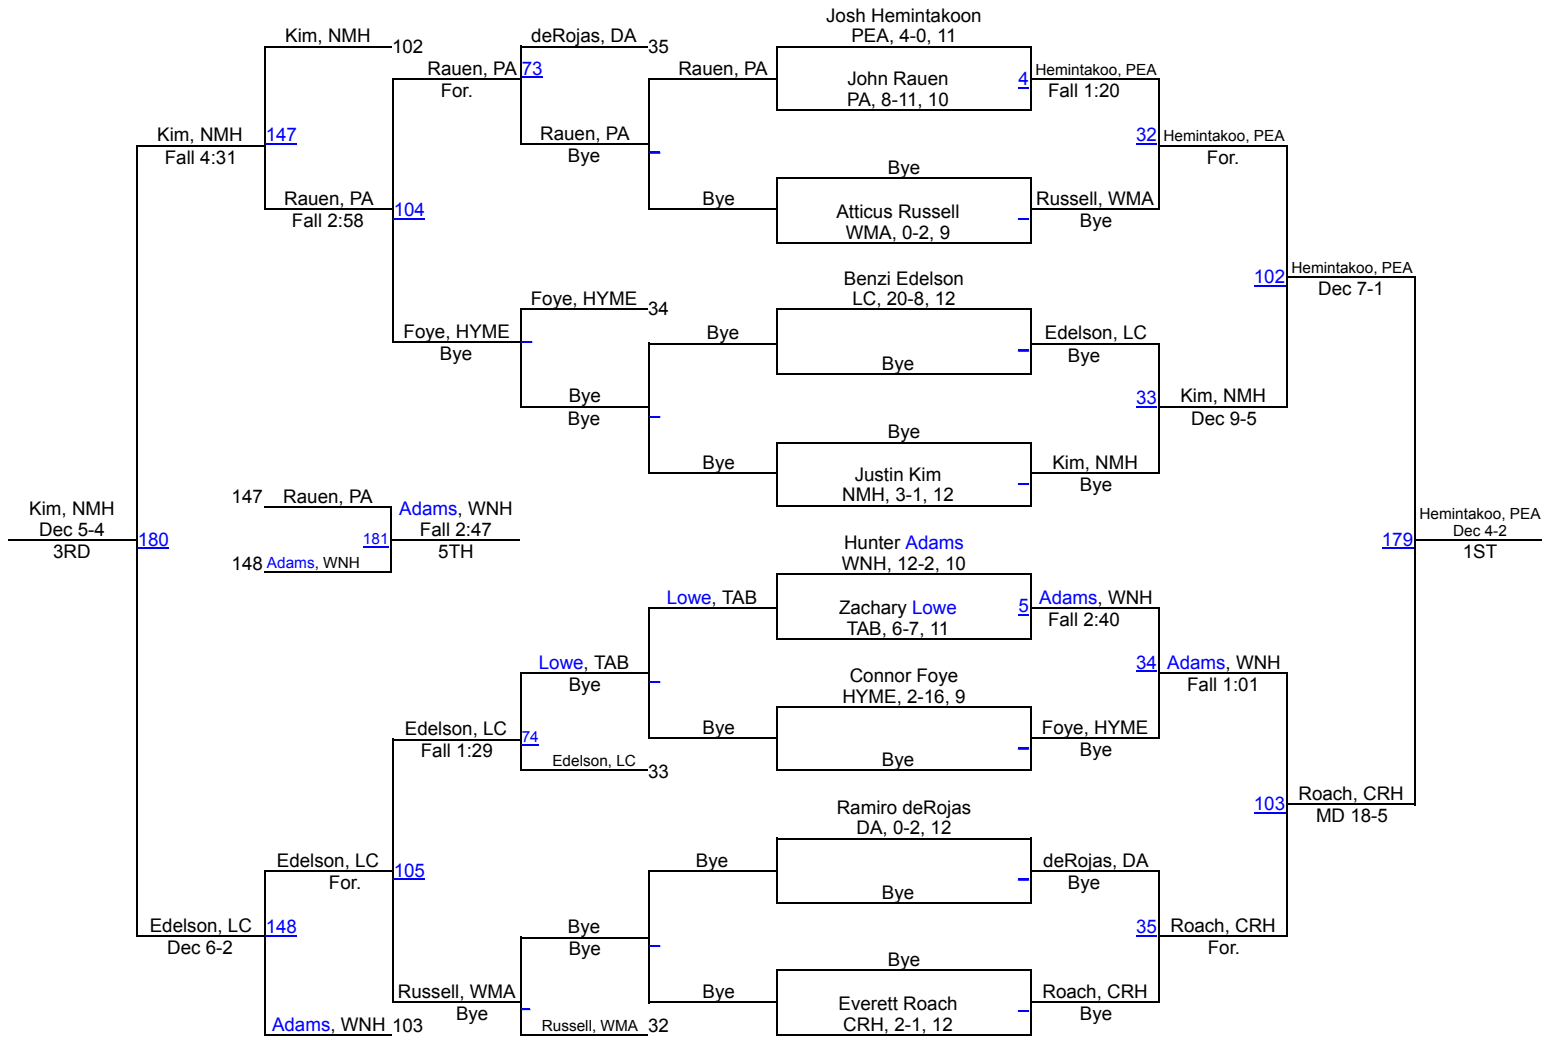 Josh Hemintakoon
PEA, 4-0, 11
Kim, NMH 102
deRojas, DA 35
Rauen, PA 73
For.
Rauen, PA
John Rauen
PA, 8-11, 10
4 Hemintakoo, PEA
Fall 1:20
Kim, NMH 147
Fall 4:31
Rauen, PA
Bye
32 Hemintakoo, PEA
For.
Bye
Rauen, PA 104
Fall 2:58
Bye
Atticus Russell
WMA, 0-2, 9
Russell, WMA
Bye
Benzi Edelson
LC, 20-8, 12
102 Hemintakoo, PEA
Dec 7-1
Foye, HYME 34
Foye, HYME
Bye
Bye
Edelson, LC
Bye
Bye
Bye
Bye
33 Kim, NMH
Dec 9-5
Bye
Bye
Justin Kim
NMH, 3-1, 12
Kim, NMH
Bye
147 Rauen, PA
Kim, NMH
Dec 5-4
3RD
180
181
Adams, WNH
Fall 2:47
5TH
148 Adams, WNH
179
Hemintakoo, PEA
Dec 4-2
1ST
Hunter Adams
WNH, 12-2, 10
Lowe, TAB
Zachary Lowe
TAB, 6-7, 11
5 Adams, WNH
Fall 2:40
Lowe, TAB
Bye
Connor Foye
HYME, 2-16, 9
34 Adams, WNH
Fall 1:01
Edelson, LC 74
Fall 1:29
Bye
Bye
Foye, HYME
Bye
Edelson, LC 33
Ramiro deRojas
DA, 0-2, 12
103 Roach, CRH
MD 18-5
Edelson, LC 105
For.
Bye
Bye
deRojas, DA
Bye
Edelson, LC 148
Dec 6-2
Bye
Bye
35 Roach, CRH
For.
Bye
Russell, WMA
Bye
Bye
Everett Roach
CRH, 2-1, 12
Roach, CRH
Bye
Adams, WNH 103
Russell, WMA 32